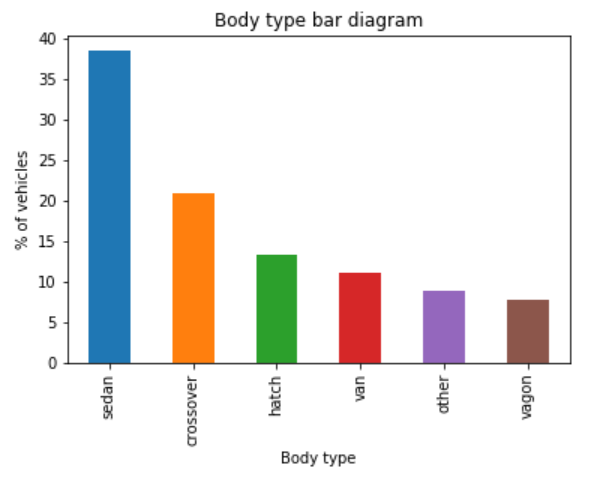 Body type bar diagram
40
35
30
25
20
15
10
5
0
% of vehicles
sedan
crossover
hatch
van
other
vagon
Body type